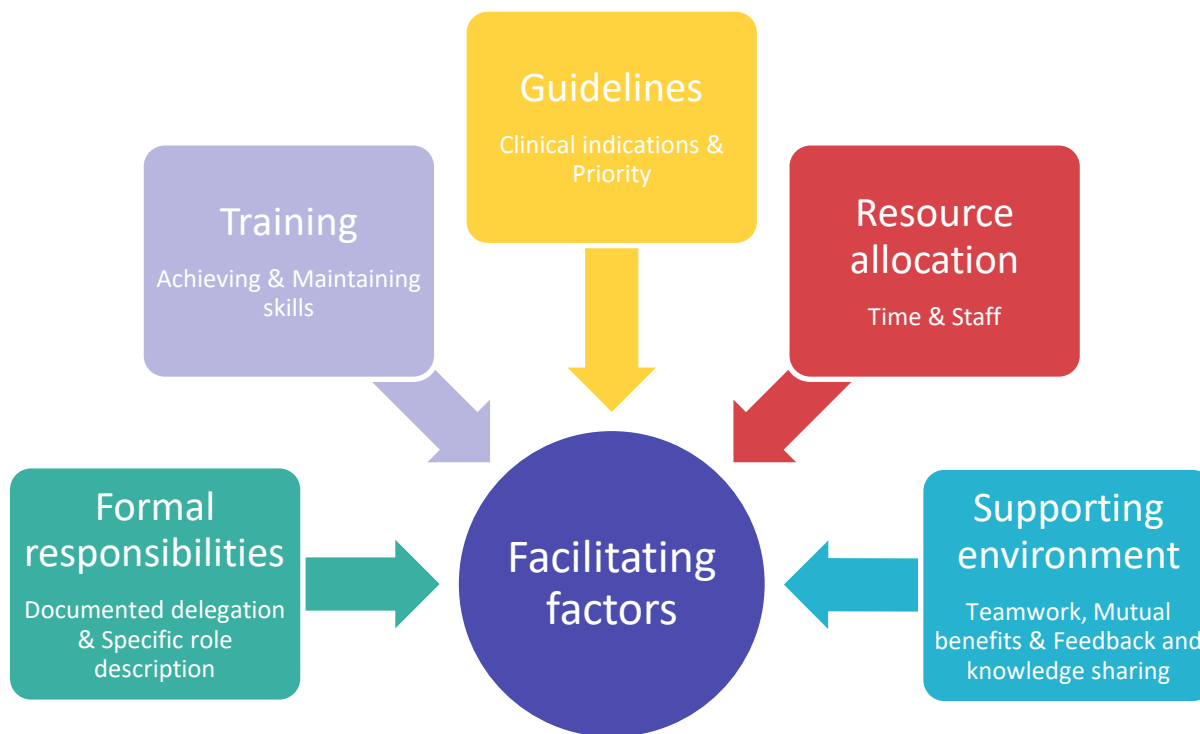 Guidelines
Clinical indications &
Priority
Training
Achieving & Maintaining
skills
Resource
allocation
Time & Staff
Formal
responsibilities
Documented delegation
& Specific role
description
Facilitating
factors
Supporting
environment
Teamwork, Mutual
benefits & Feedback and
knowledge sharing